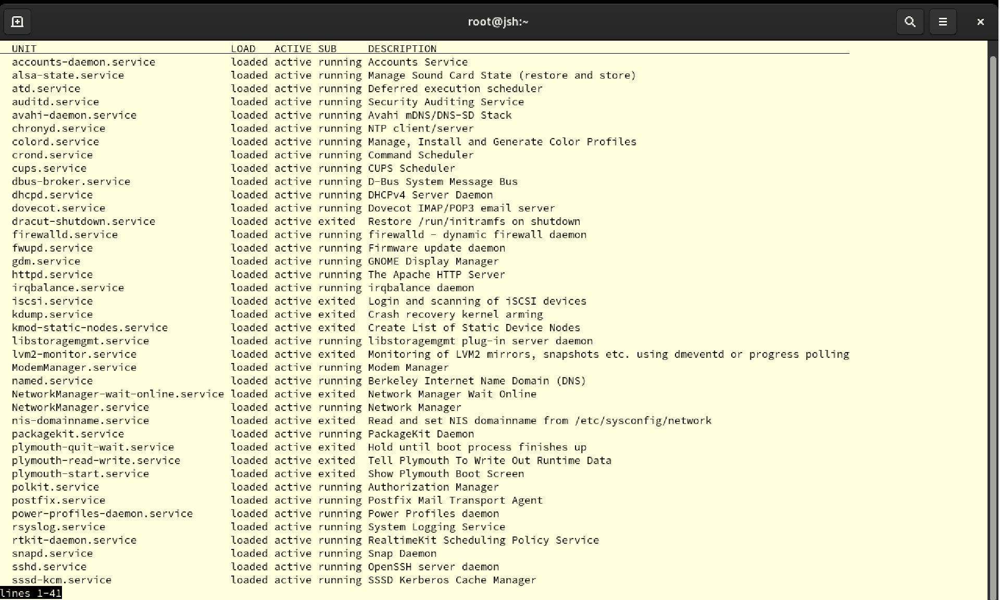 root@jsh:~
UNIT LOAD ACTIVE SUB DESCRIPTION
accounts-daemon.service loaded active running Accounts Service
alsa-state.service loaded active running Manage Sound Card State (restore and store)
atd.service loaded active running Deferred execution scheduler
auditd.service loaded active running Security Auditing Service
avahi-daemon.service loaded active running Avahi mDNS/DNS-SD Stack
chronyd.service loaded active running NTP client/server
colord.service loaded active running Manage, Install and Generate Color Profiles
crond.service loaded active running Command Scheduler
cups.service loaded active running CUPS Scheduler
dbus-broker.service loaded active running D-Bus System Message Bus
dhcpd.service loaded active running DHCPv4 Server Daemon
dovecot.service loaded active running Dovecot IMAP/POP3 email server
dracut-shutdown.service loaded active exited Restore /run/initramfs on shutdown
firewalld.service loaded active running firewalld - dynamic firewall daemon
fwupd.service loaded active running Firmware update daemon
gdm.service loaded active running GNOME Display Manager
httpd.service loaded active running The Apache HTTP Server
irqbalance.service loaded active running irqbalance daemon
iscsi.service loaded active exited Login and scanning of iSCSI devices
kdump.service loaded active exited Crash recovery kernel arming
kmod-static-nodes.service loaded active exited Create List of Static Device Nodes
libstoragemgmt.service loaded active running libstoragemgmt plug-in server daemon
lvm2-monitor.service loaded active exited Monitoring of LVM2 mirrors, snapshots etc. using dmeventd or progress polling
ModemManager.service loaded active running Modem Manager
named.service loaded active running Berkeley Internet Name Domain (DNS)
NetworkManager-wait-online.service loaded active exited Network Manager Wait Online
NetworkManager.service loaded active running Network Manager
nis-domainname.service loaded active exited Read and set NIS domainname from /etc/sysconfig/network
packagekit.service loaded active running PackageKit Daemon
plymouth-quit-wait.service loaded active exited Hold until boot process finishes up
plymouth-read-write.service loaded active exited Tell Plymouth To Write Out Runtime Data
plymouth-start.service loaded active exited Show Plymouth Boot Screen
polkit.service loaded active running Authorization Manager
postfix.service loaded active running Postfix Mail Transport Agent
power-profiles-daemon.service loaded active running Power Profiles daemon
rsyslog.service loaded active running System Logging Service
rtkit-daemon.service loaded active running RealtimeKit Scheduling Policy Service
snapd.service loaded active running Snap Daemon
sshd.service loaded active running OpenSSH server daemon
sssd-kcm.service loaded active running SSSD Kerberos Cache Manager
lines 1-41